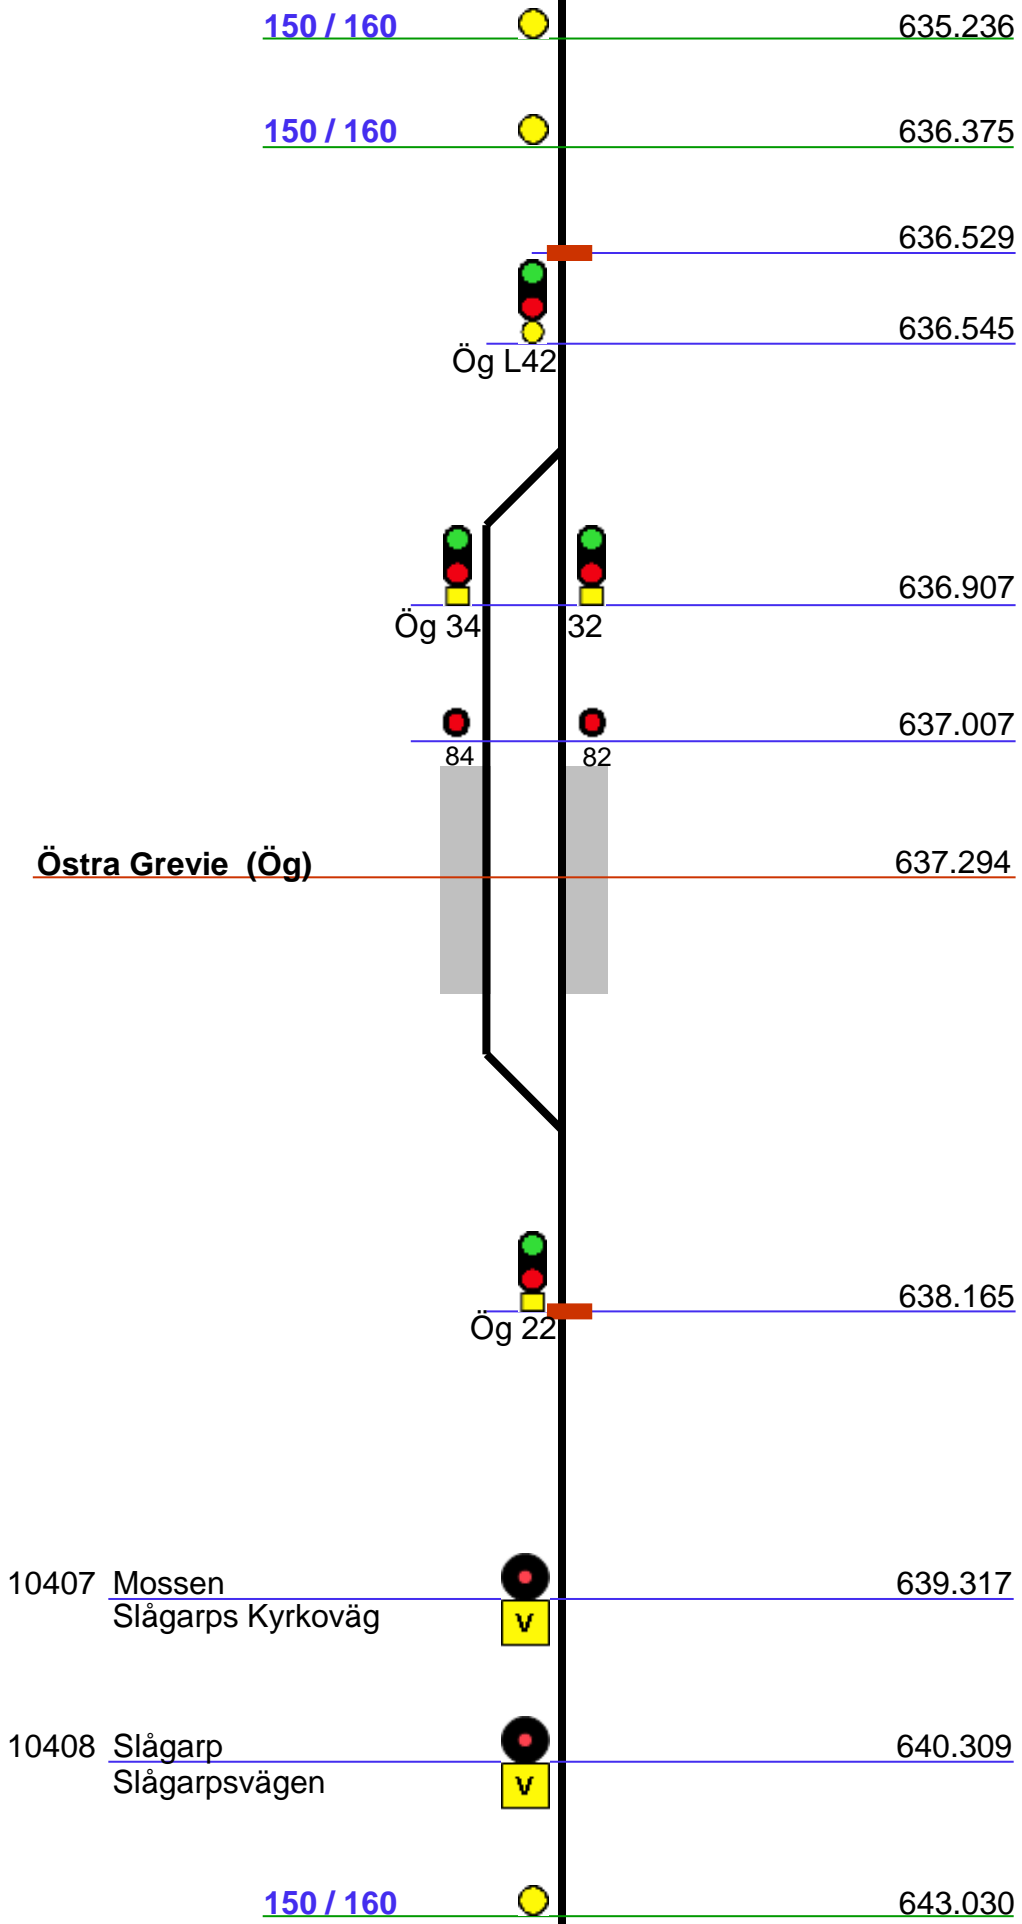 150 / 160 635.236
150 / 160 636.375
636.529
636.545
Ög L42
636.907
Ög 34 32
637.007
84 82
Östra Grevie (Ög) 637.294
638.165
Ög 22
10407 Mossen 639.317
Slågarps Kyrkoväg
V
10408 Slågarp 640.309
Slågarpsvägen
V
150 / 160 643.030